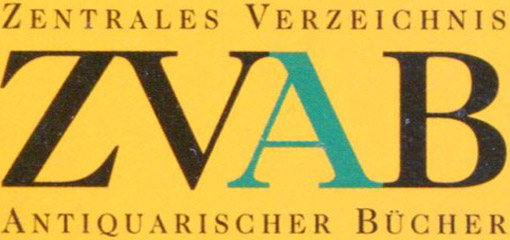 Zentrales Verzeichnis
ZVAB
Antiquarischer Bücher